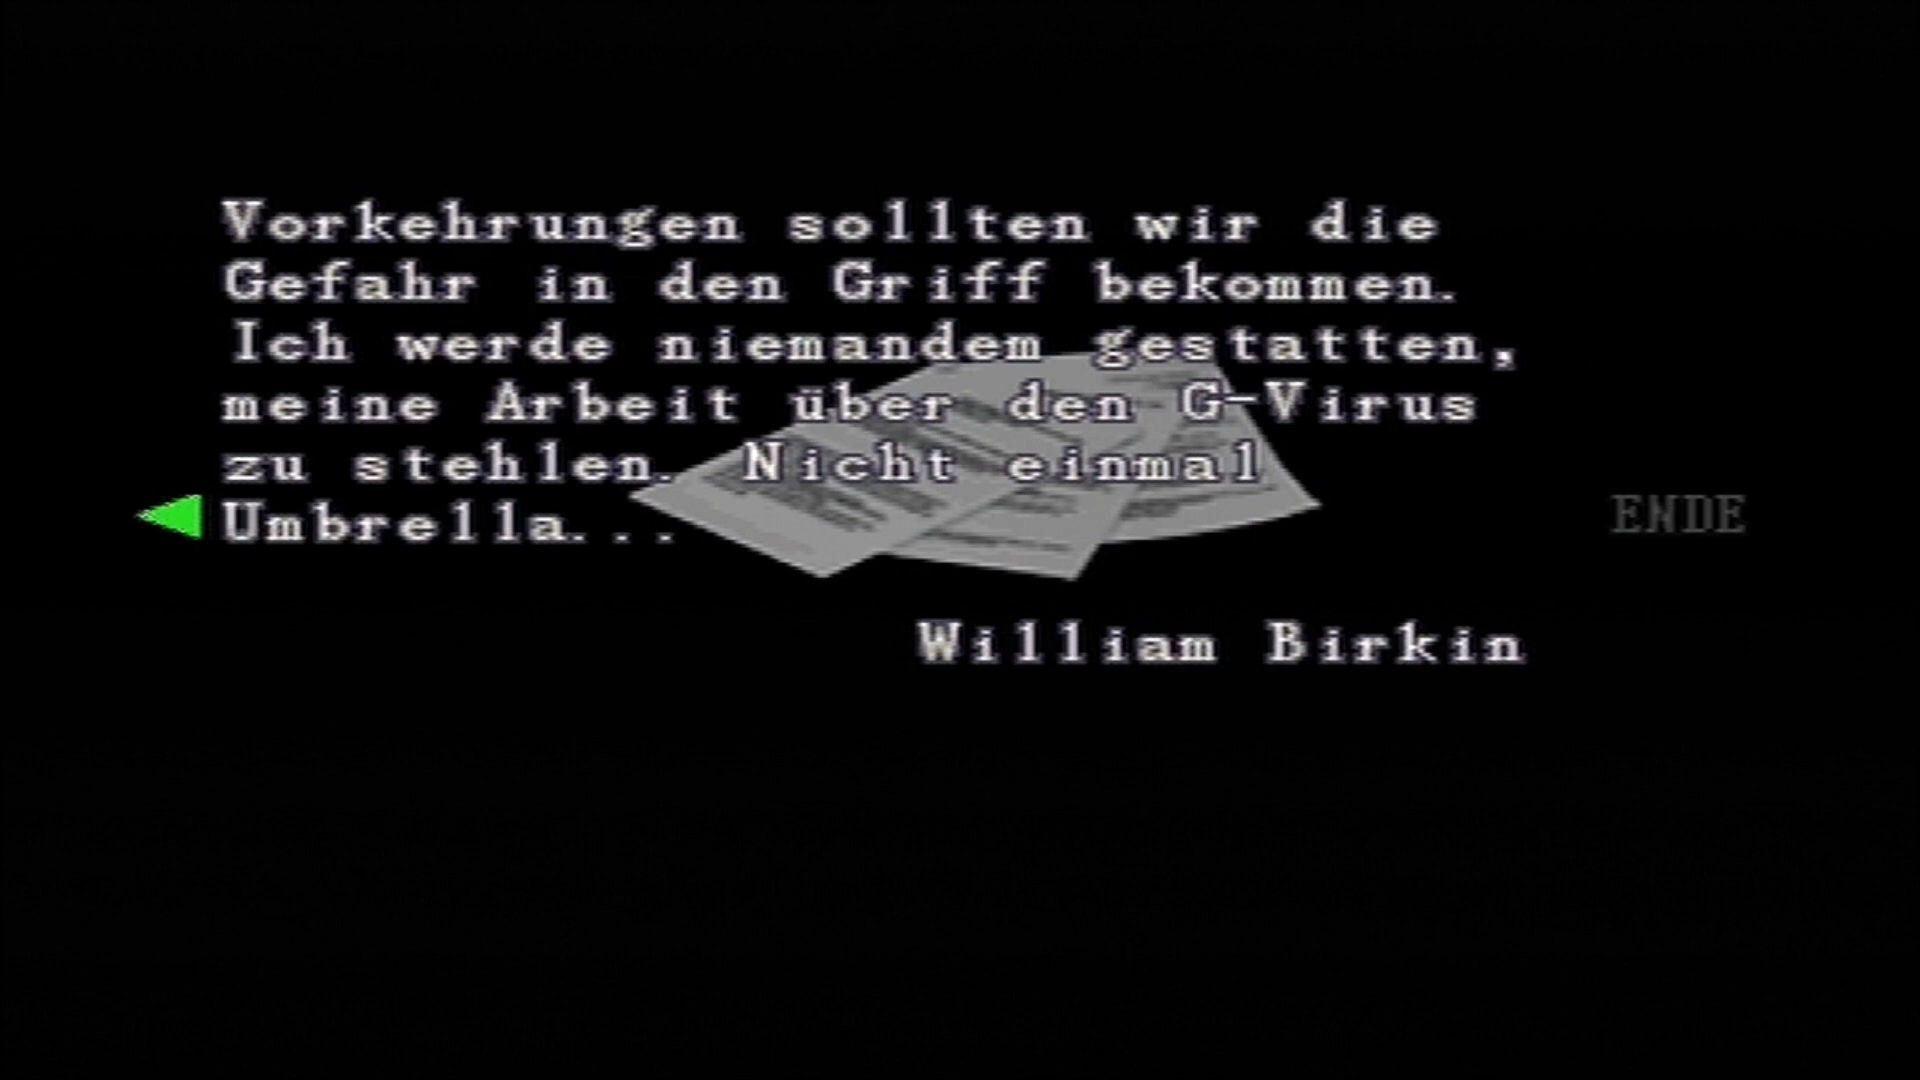 Vorkehrungen sollten wir die
Gefahr in den Griff bekommen.
Ich werde niemandem gestatten,
meine Arbeit über den G-Virus
zu stehlen. Nicht einmal
Umbrella...
ENDE
William Birkin